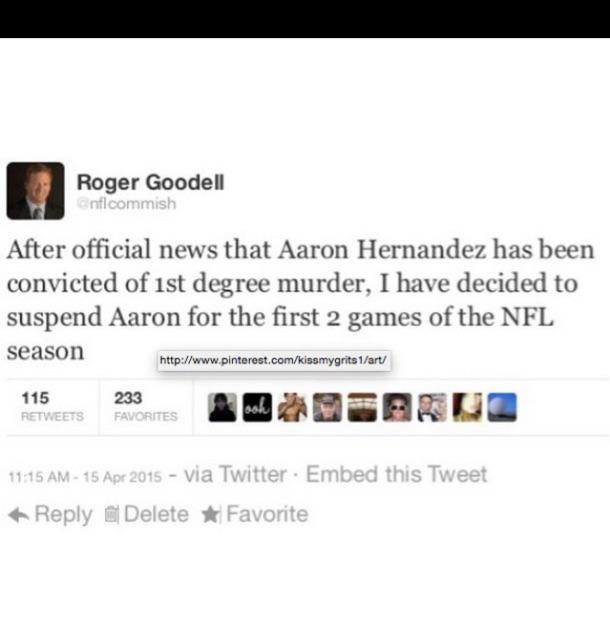 Roger Goodell
@nflcommish
After official news that Aaron Hernandez has been
convicted of 1st degree murder, I have decided to
suspend Aaron for the first 2 games of the NFL
season
http://www.pinterest.com/kissmygrits1/art/
115 233
RETWEETS FAVORITES
ooh
11:15 AM - 15 Apr 2015 - via Twitter · Embed this Tweet
Reply Delete Favorite